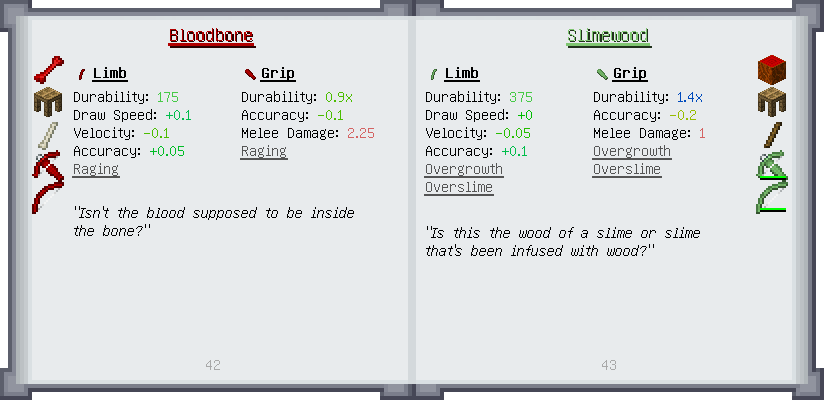 Bloodbone
Limb
Durability: 175
Draw Speed: +0.1
Velocity: -0.1
Accuracy: +0.05
Raging
Grip
Durability: 0.9x
Accuracy: -0.1
Melee Damage: 2.25
Raging
"Isn't the blood supposed to be inside
the bone?"
42
Slimewood
Limb
Durability: 375
Draw Speed: +0
Velocity: -0.05
Accuracy: +0.1
Overgrowth
Overslime
Grip
Durability: 1.4x
Accuracy: -0.2
Melee Damage: 1
Overgrowth
Overslime
"Is this the wood of a slime or slime
that's been infused with wood?"
43